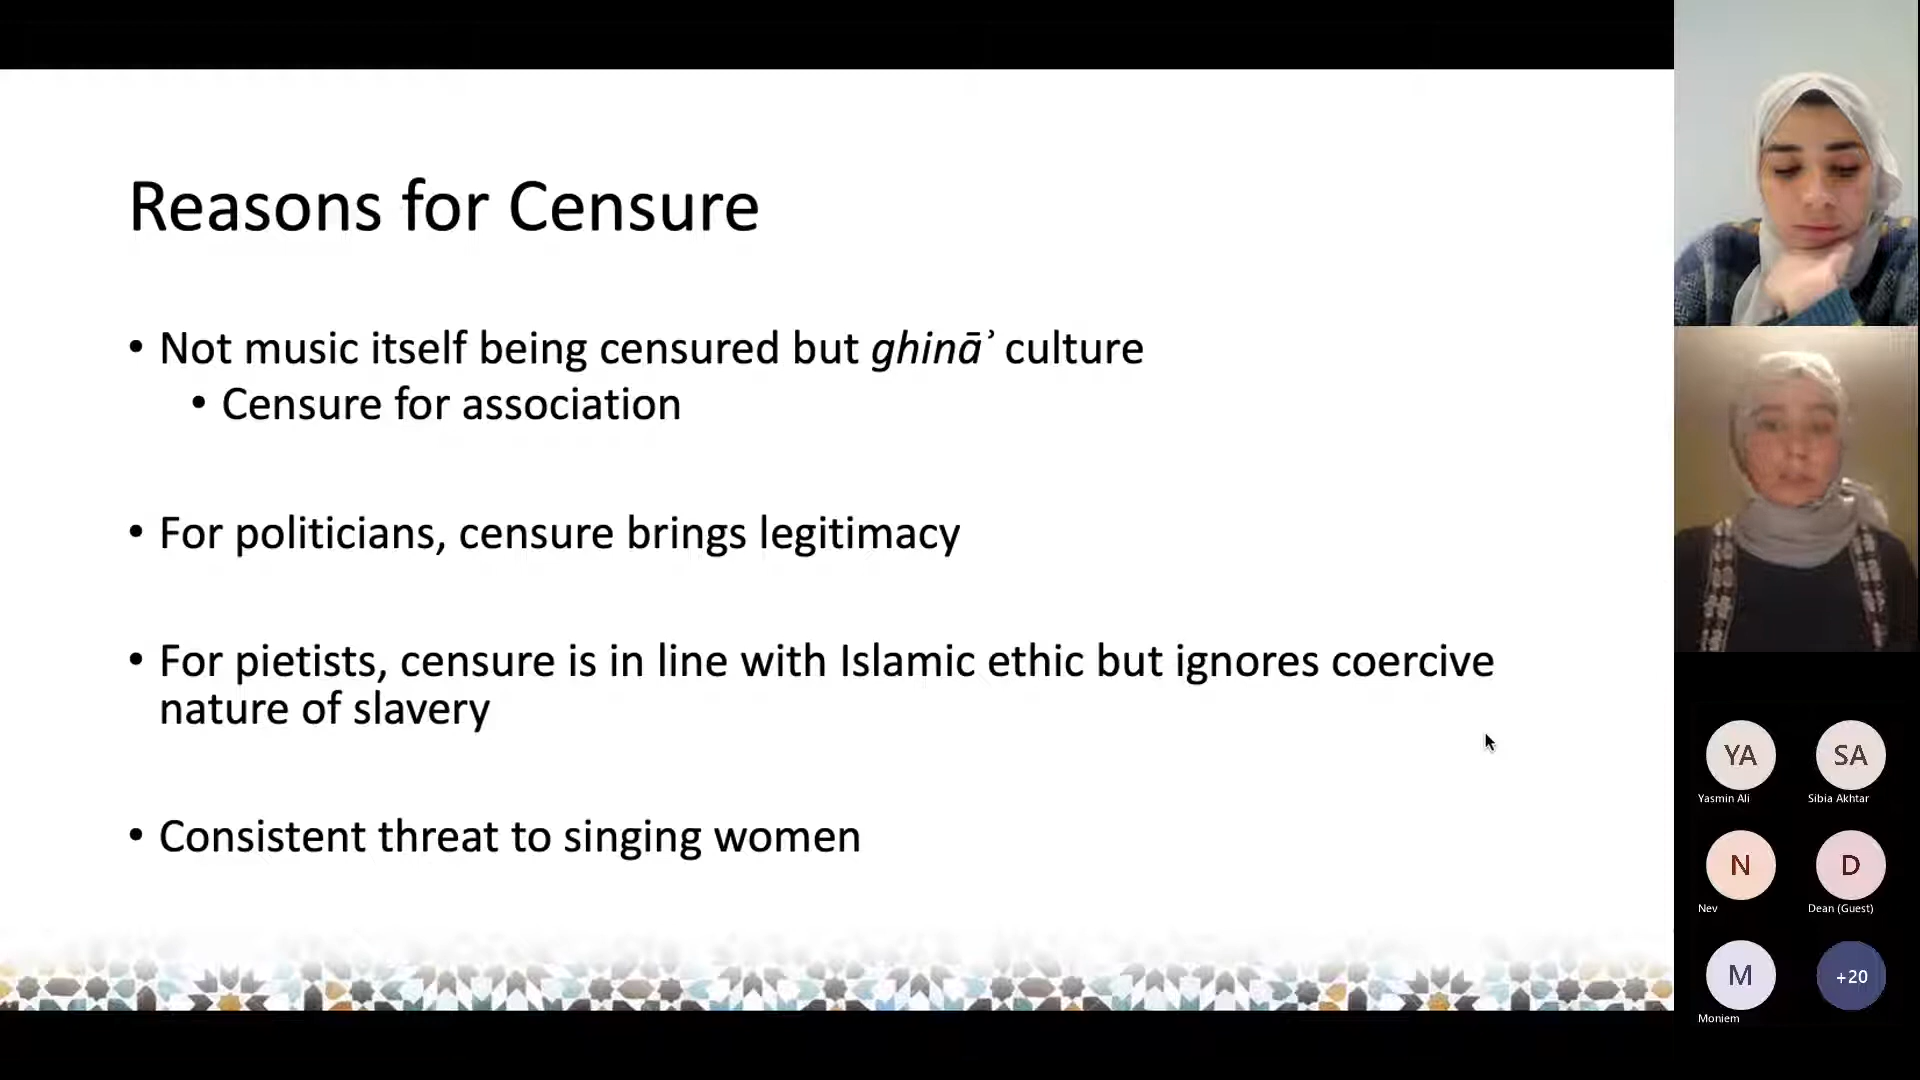 Reasons for Censure
• Not music itself being censured but ghināʾ culture
• Censure for association
• For politicians, censure brings legitimacy
• For pietists, censure is in line with Islamic ethic but ignores coercive
nature of slavery
• Consistent threat to singing women
YA
Yasmin Ali
SA
Sibia Akhtar
N
Nev
D
Dean (Guest)
M
Moniem
+20